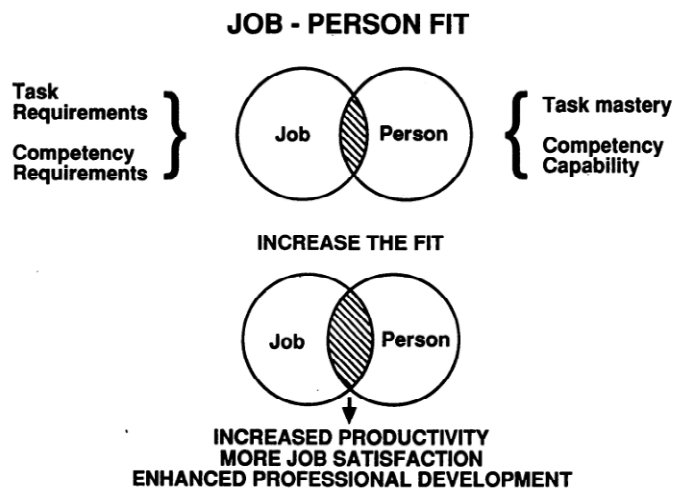 JOB - PERSON FIT
Task
Requirements
Competency
Requirements
Job
Person
Task mastery
Competency
Capability
INCREASE THE FIT
Job
Person
INCREASED PRODUCTIVITY
MORE JOB SATISFACTION
ENHANCED PROFESSIONAL DEVELOPMENT